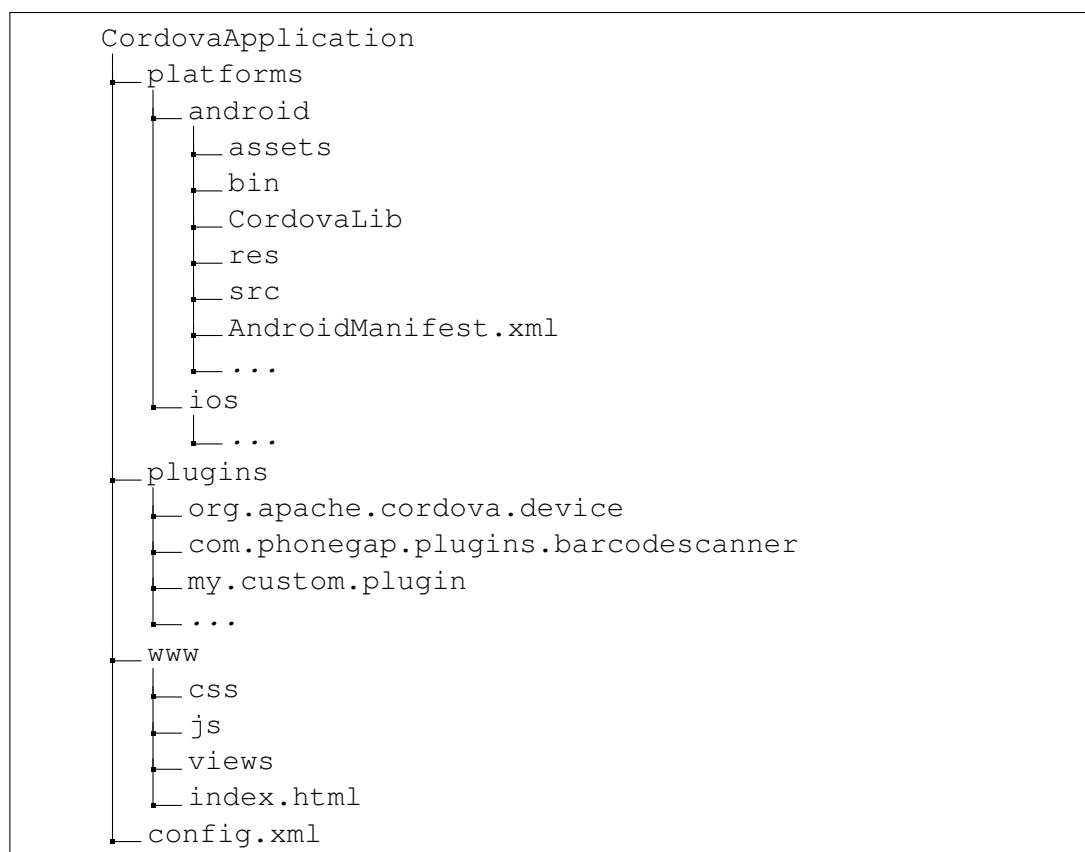 CordovaApplication
platforms
android
assets
bin
CordovaLib
res
src
AndroidManifest.xml
...
ios
...
plugins
org.apache.cordova.device
com.phonegap.plugins.barcodescanner
my.custom.plugin
...
www
css
js
views
index.html
config.xml